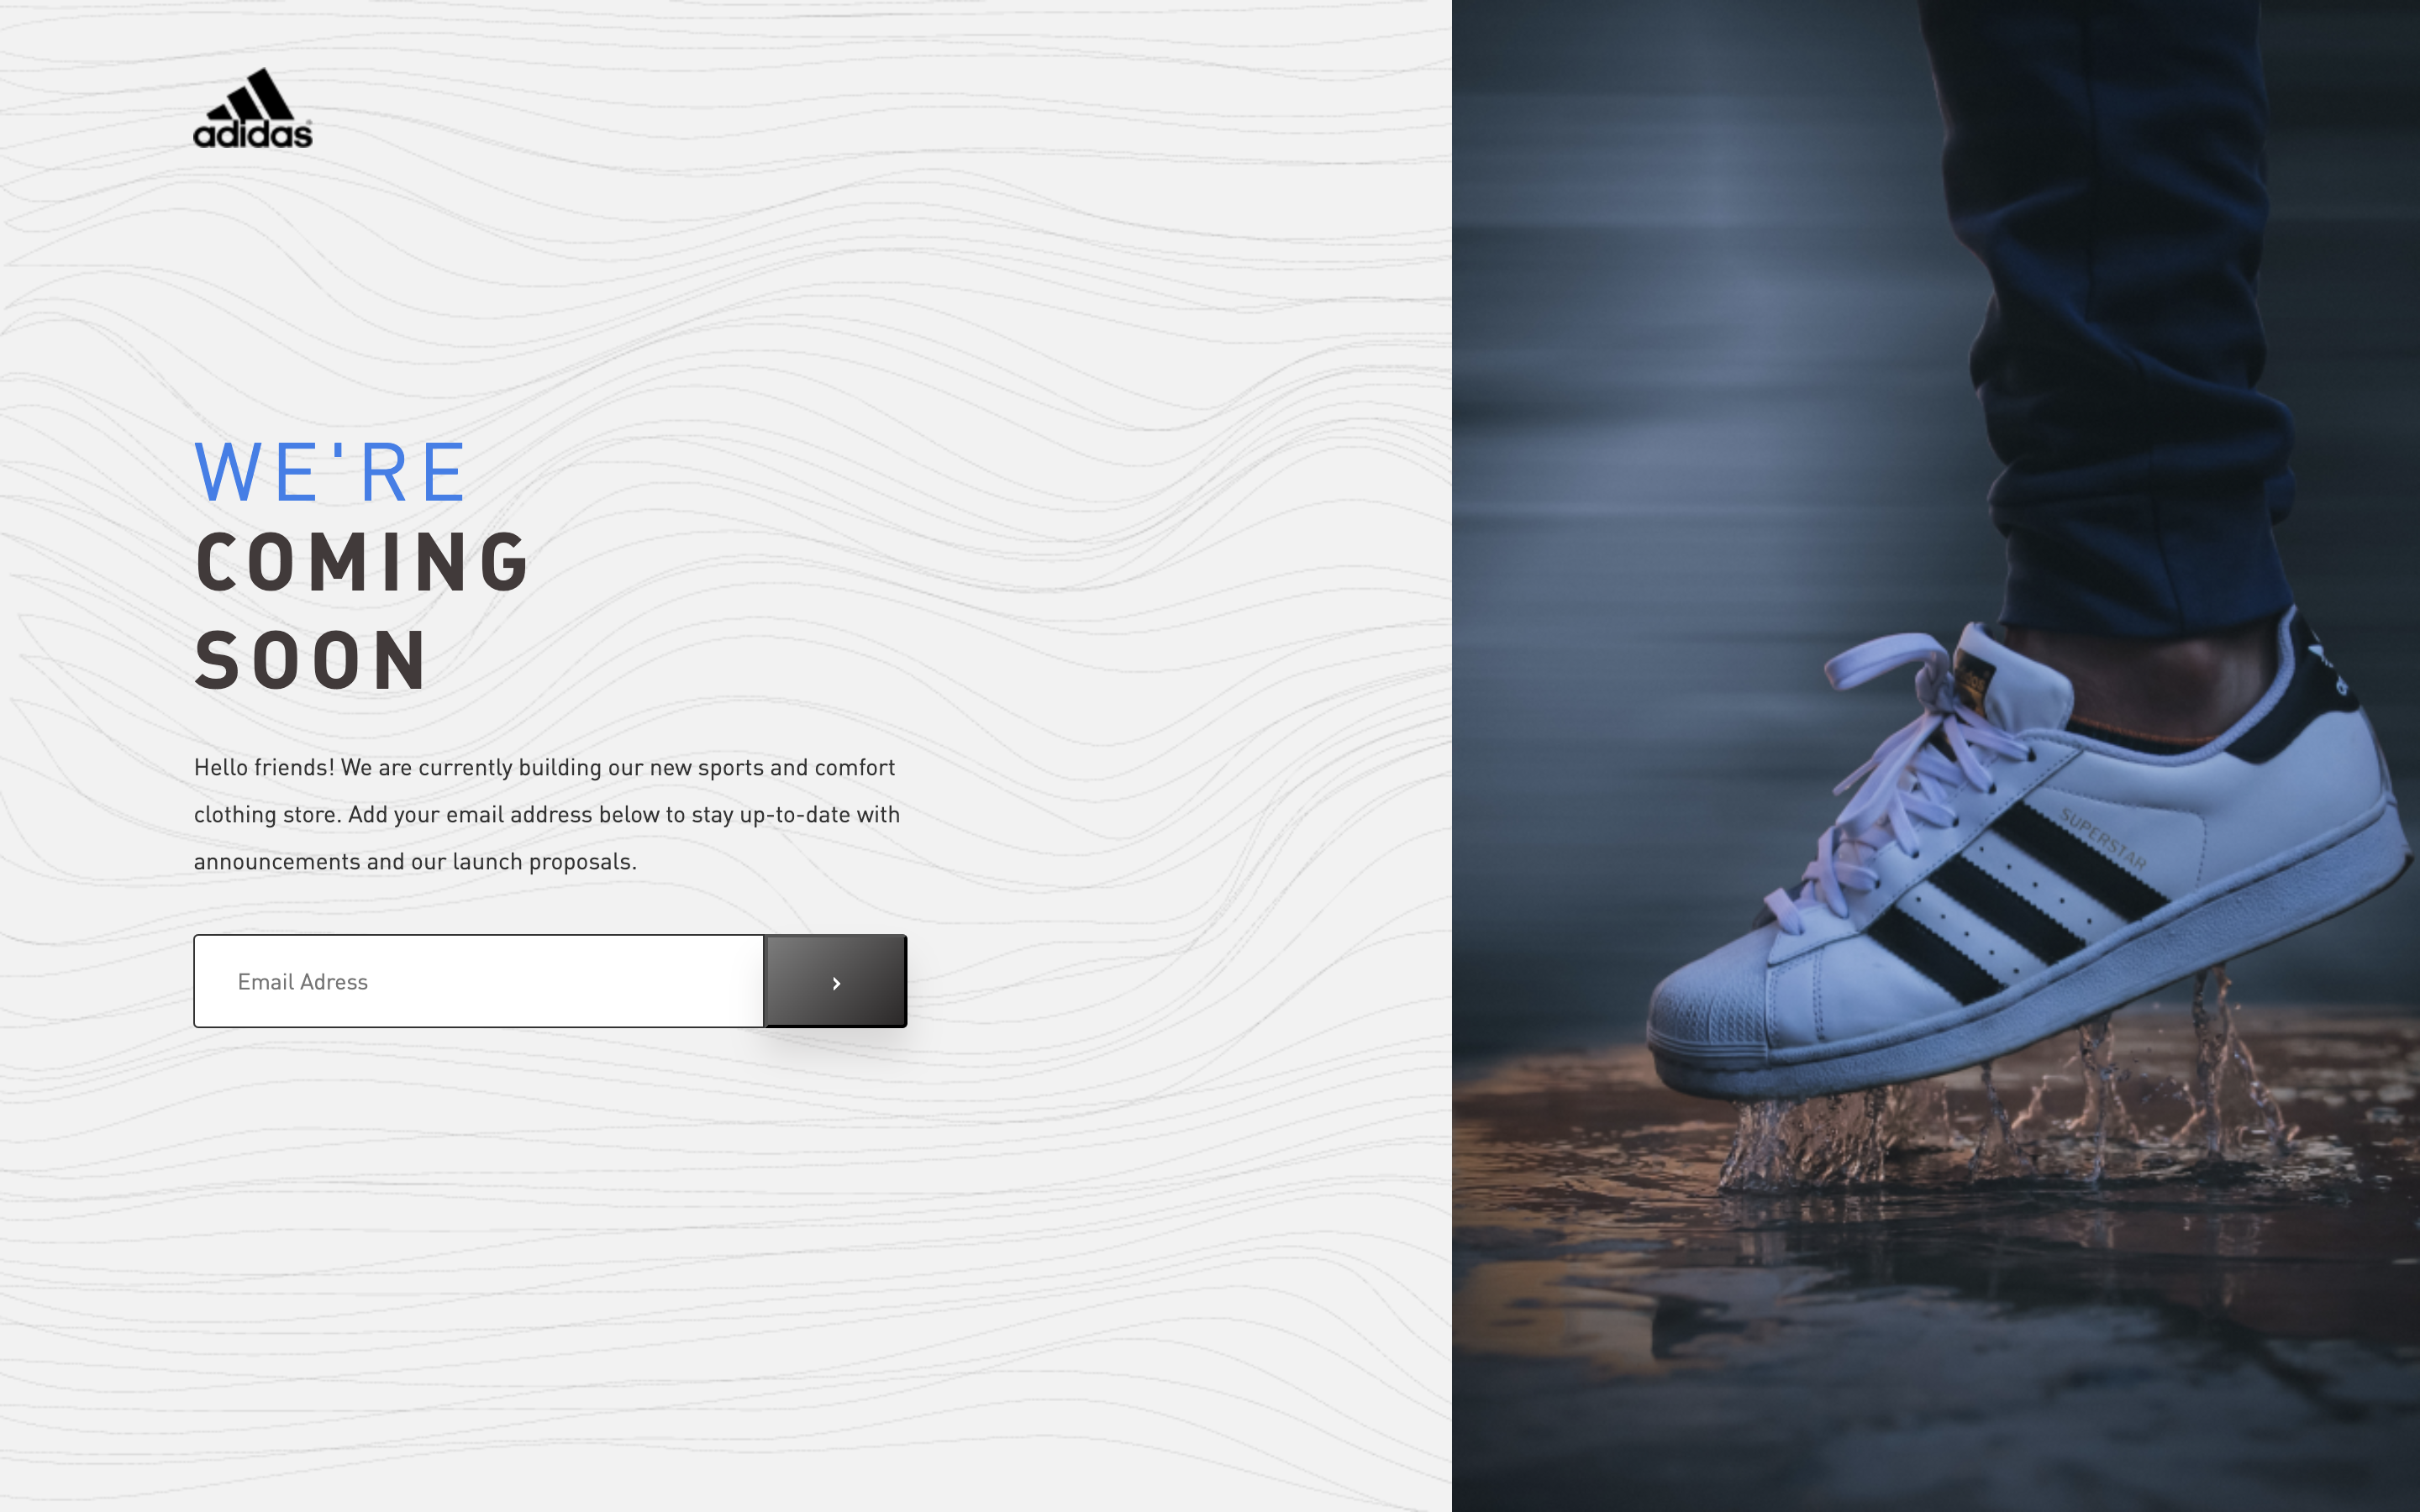 adidas
WE'RE
COMING
SOON
Hello friends! We are currently building our new sports and comfort
clothing store. Add your email address below to stay up-to-date with
announcements and our launch proposals.
Email Adress
›
adidas
SUPERSTAR